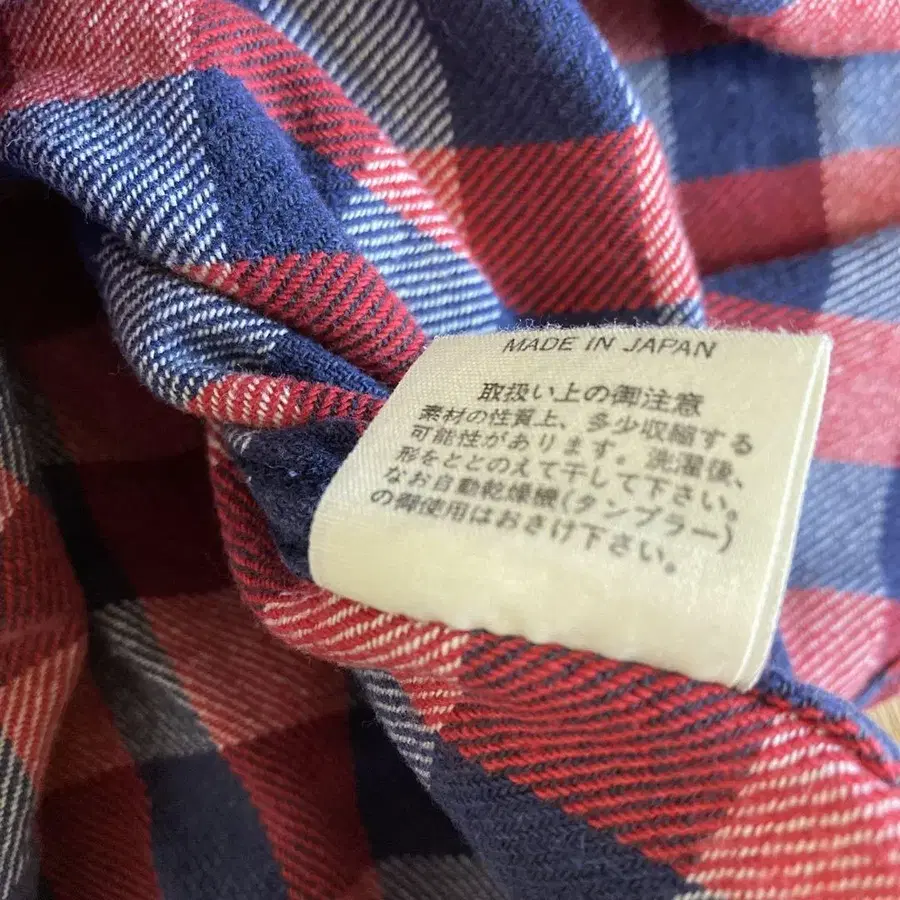 MADE IN JAPAN
取扱い上の御注意
素材の性質上、多少収縮する
可能性があります。洗濯後、
形をととのえて干して下さい。
なお自動乾燥機(タンブラー)
の御使用はおさけ下さい。